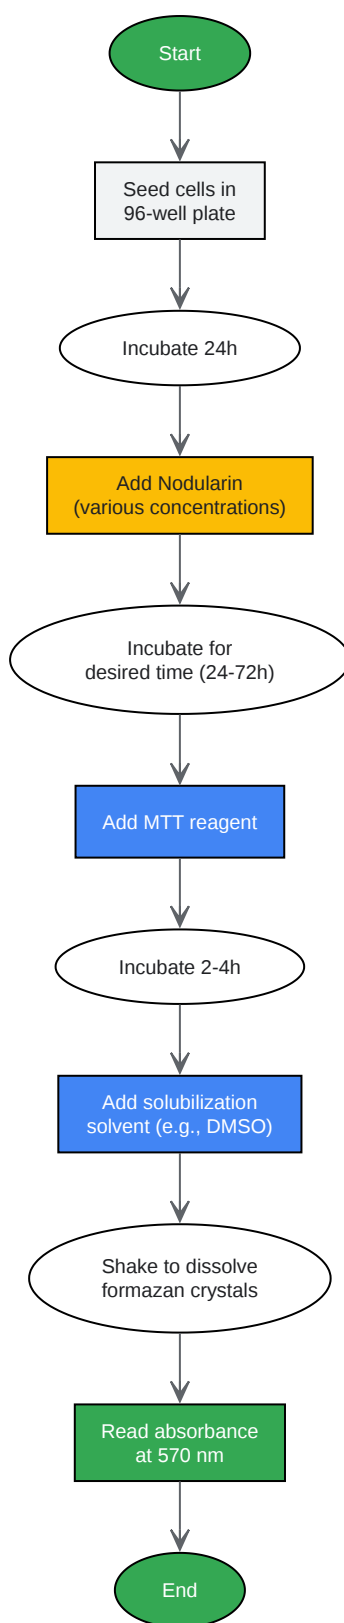 Start
Seed cells in
96-well plate
Incubate 24h
Add Nodularin
(various concentrations)
Incubate for
desired time (24-72h)
Add MTT reagent
Incubate 2-4h
Add solubilization
solvent (e.g., DMSO)
Shake to dissolve
formazan crystals
Read absorbance
at 570 nm
End